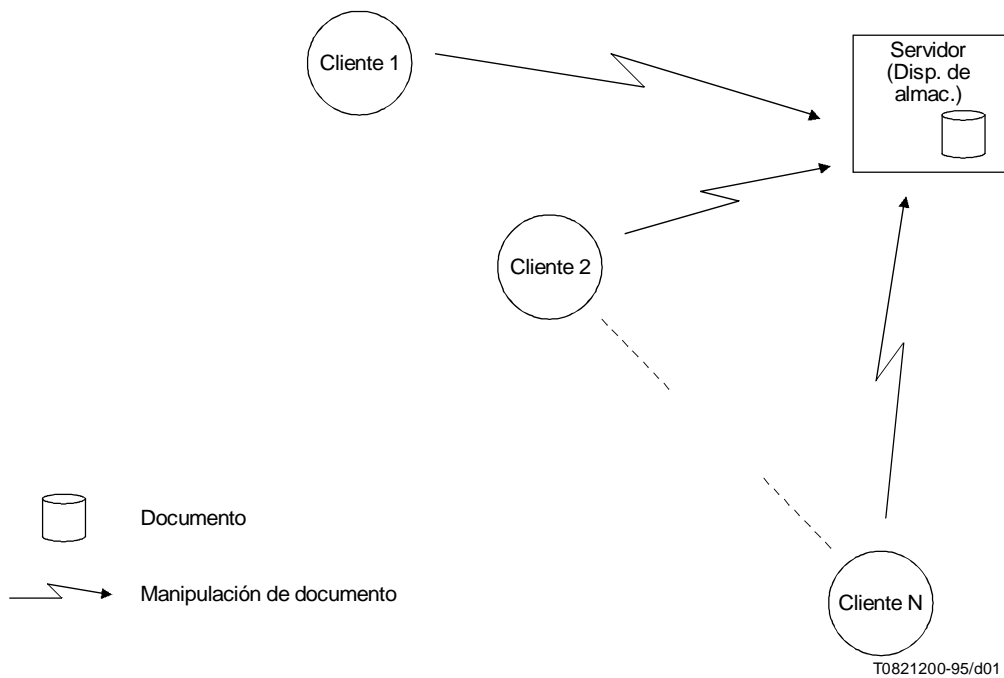 Cliente 1
Servidor
(Disp. de
almac.)
Cliente 2
Documento
Manipulación de documento
Cliente N
T0821200-95/d01